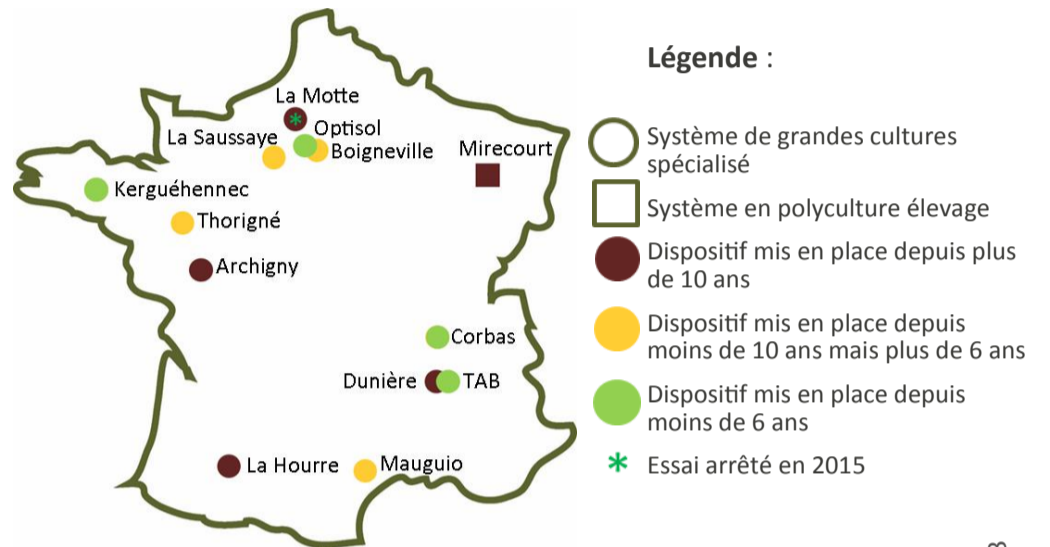 La Motte
Optisol
La Saussaye
Boigneville
Mirecourt
Kerguéhennec
Thorigné
Archigny
Corbas
Dunière
TAB
La Hourre
Mauguio
Légende :
Système de grandes cultures
spécialisé
Système en polyculture élevage
Dispositif mis en place depuis plus
de 10 ans
Dispositif mis en place depuis
moins de 10 ans mais plus de 6 ans
Dispositif mis en place depuis
moins de 6 ans
* Essai arrêté en 2015